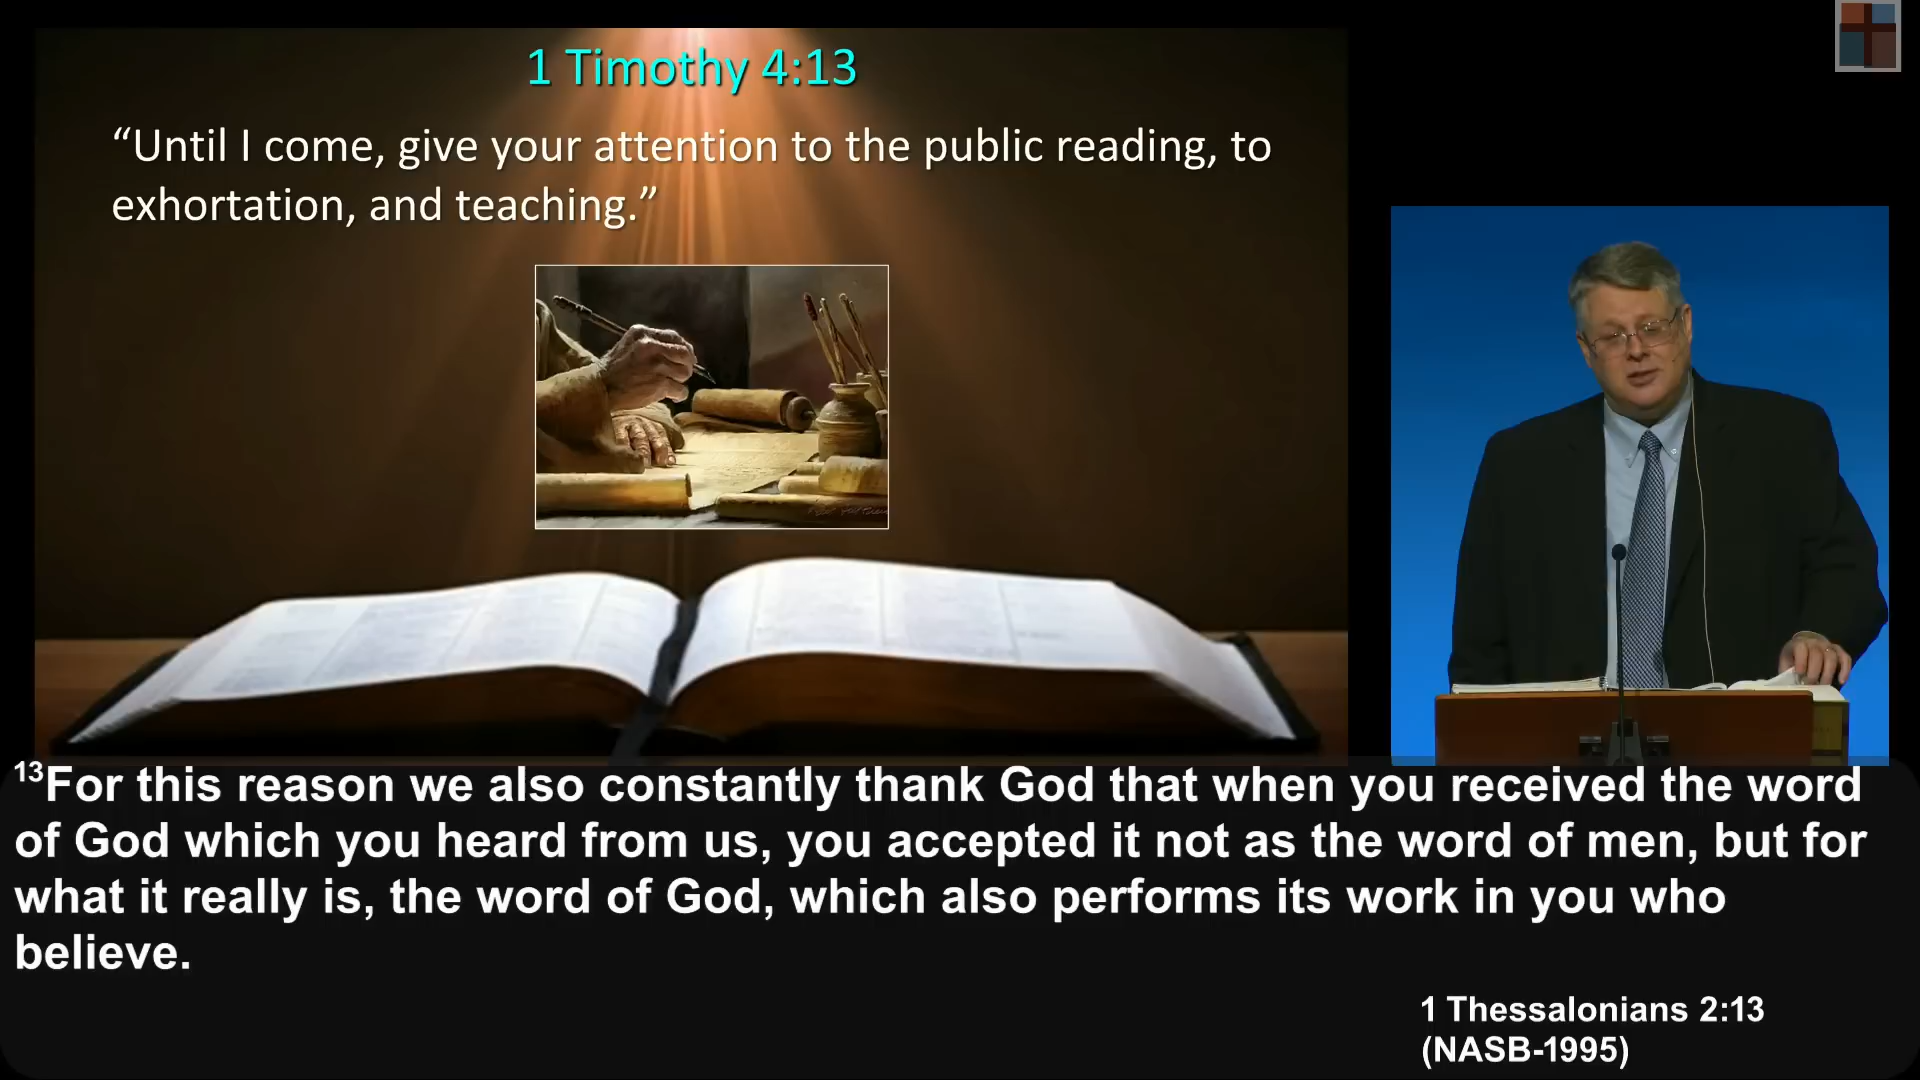 1 Timothy 4:13
“Until I come, give your attention to the public reading, to
exhortation, and teaching.”
13For this reason we also constantly thank God that when you received the word
of God which you heard from us, you accepted it not as the word of men, but for
what it really is, the word of God, which also performs its work in you who
believe.
1 Thessalonians 2:13
(NASB-1995)